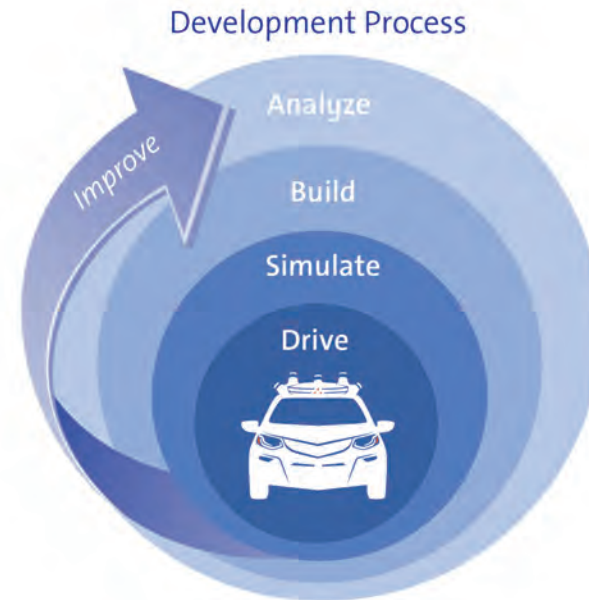 Development Process
Analyze
Improve
Build
Simulate
Drive